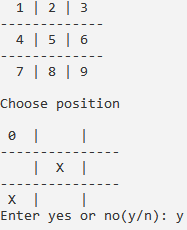 1 | 2 | 3
-------------
4 | 5 | 6
-------------
7 | 8 | 9
Choose position
0 | |
---------------
| X |
---------------
X | |
Enter yes or no(y/n): y